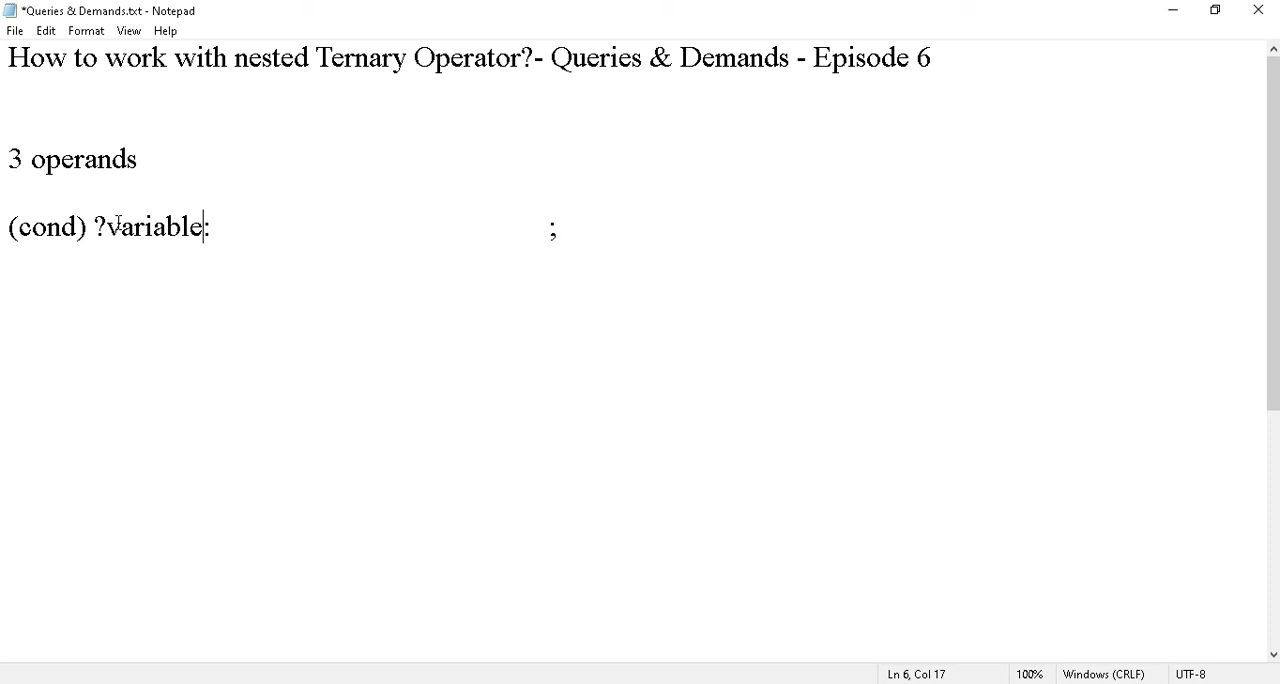 *Queries & Demands.txt - Notepad
File Edit Format View Help
How to work with nested Ternary Operator?- Queries & Demands - Episode 6
3 operands
(cond) ?variable: ;
Ln 6, Col 17 100% Windows (CRLF) UTF-8